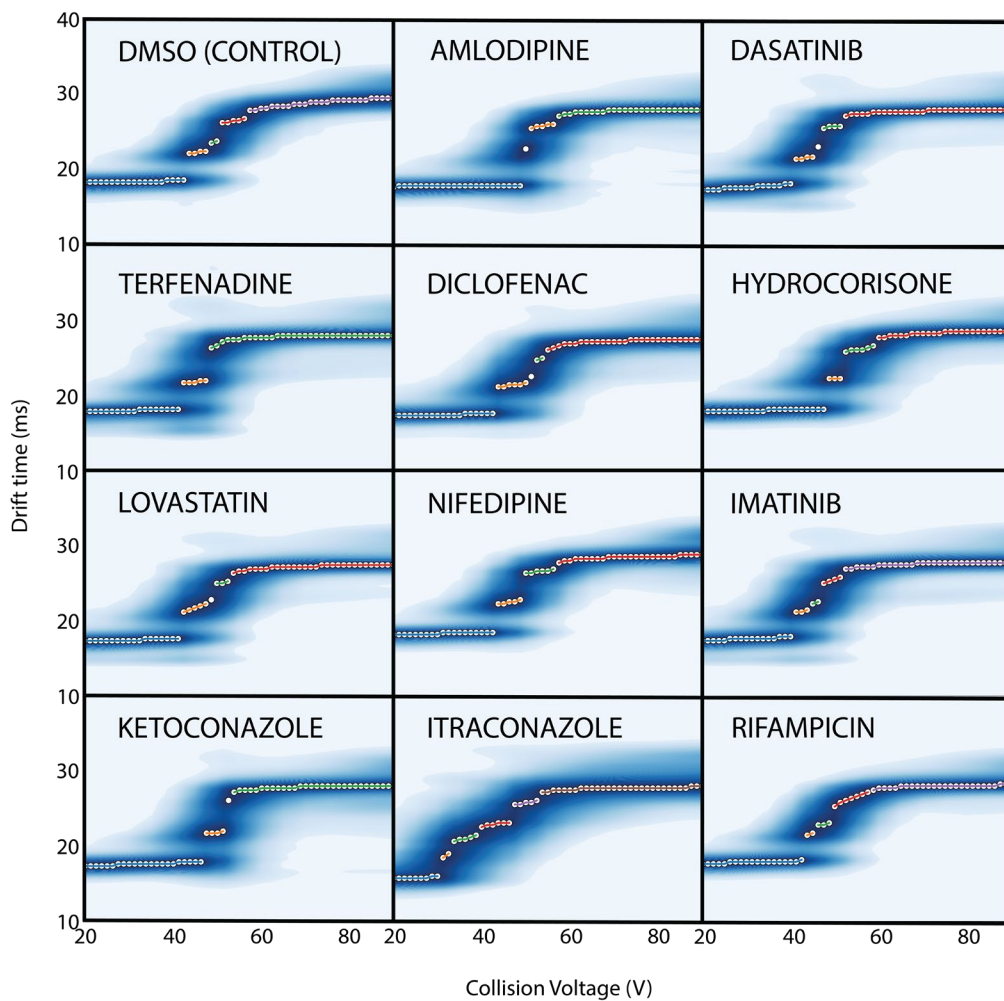 40
DMSO (CONTROL) AMLODIPINE DASATINIB
30
20
10
TERFENADINE DICLOFENAC HYDROCORISONE
30
20
10
Drift time (ms)
LOVASTATIN NIFEDIPINE IMATINIB
30
20
10
KETOCONAZOLE ITRACONAZOLE RIFAMPICIN
30
20
10
20 40 60 80 20 40 60 80 20 40 60 80
Collision Voltage (V)